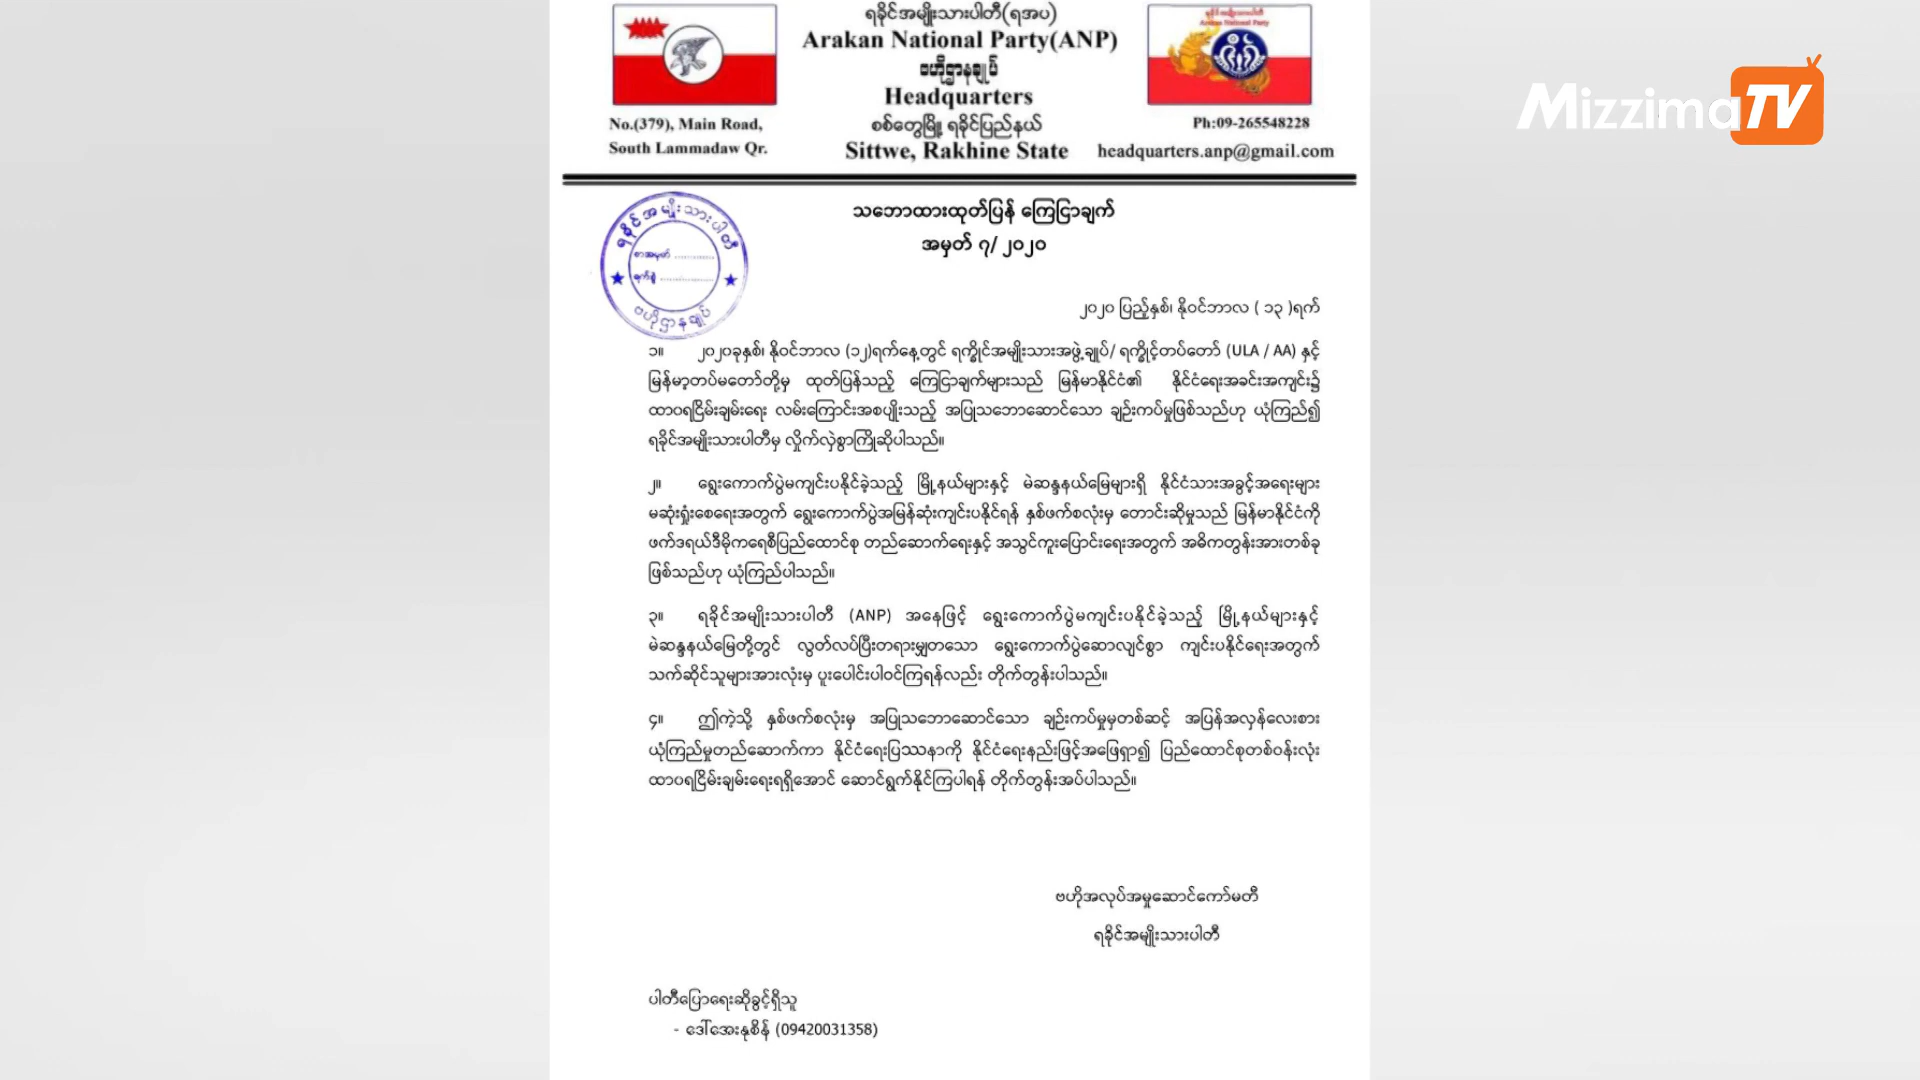 ရခိုင်အမျိုးသားပါတီ(ရအပ)
Arakan National Party(ANP)
ဗဟိုဌာနချုပ်
Headquarters
စစ်တွေမြို့၊ ရခိုင်ပြည်နယ်
Sittwe, Rakhine State
No.(379), Main Road,
South Lammadaw Qr.
Arakan National Party
Ph:09-265548228
headquarters.anp@gmail.com
MizzimaTV
ရခိုင်အမျိုးသားပါတီ
စာအမှတ် ..............
ရက်စွဲ ..................
ဗဟိုဌာနချုပ်
သဘောထားထုတ်ပြန် ကြေငြာချက်
အမှတ် ၇/ ၂၀၂၀
၂၀၂၀ ပြည့်နှစ်၊ နိုဝင်ဘာလ ( ၁၃ )ရက်
၁။ ၂၀၂၀ခုနှစ်၊ နိုဝင်ဘာလ (၁၂)ရက်နေ့တွင် ရက္ခိုင်အမျိုးသားအဖွဲ့ချုပ်/ ရက္ခိုင့်တပ်တော် (ULA / AA) နှင့်
မြန်မာ့တပ်မတော်တို့မှ ထုတ်ပြန်သည့် ကြေငြာချက်များသည် မြန်မာနိုင်ငံ၏ နိုင်ငံရေးအခင်းအကျင်း၌
ထာ၀ရငြိမ်းချမ်းရေး လမ်းကြောင်းအစပျိုးသည့် အပြုသဘောဆောင်သော ချဉ်းကပ်မှုဖြစ်သည်ဟု ယုံကြည်၍
ရခိုင်အမျိုးသားပါတီမှ လှိုက်လှဲစွာကြိုဆိုပါသည်။
၂။ ရွေးကောက်ပွဲမကျင်းပနိုင်ခဲ့သည့် မြို့နယ်များနှင့် မဲဆန္ဒနယ်မြေများရှိ နိုင်ငံသားအခွင့်အရေးများ
မဆုံးရှုံးစေရေးအတွက် ရွေးကောက်ပွဲအမြန်ဆုံးကျင်းပနိုင်ရန် နှစ်ဖက်စလုံးမှ တောင်းဆိုမှုသည် မြန်မာနိုင်ငံကို
ဖက်ဒရယ်ဒီမိုကရေစီပြည်ထောင်စု တည်ဆောက်ရေးနှင့် အသွင်ကူးပြောင်းရေးအတွက် အဓိကတွန်းအားတစ်ခု
ဖြစ်သည်ဟု ယုံကြည်ပါသည်။
၃။ ရခိုင်အမျိုးသားပါတီ (ANP) အနေဖြင့် ရွေးကောက်ပွဲမကျင်းပနိုင်ခဲ့သည့် မြို့နယ်များနှင့်
မဲဆန္ဒနယ်မြေတို့တွင် လွတ်လပ်ပြီးတရားမျှတသော ရွေးကောက်ပွဲဆောလျင်စွာ ကျင်းပနိုင်ရေးအတွက်
သက်ဆိုင်သူများအားလုံးမှ ပူးပေါင်းပါဝင်ကြရန်လည်း တိုက်တွန်းပါသည်။
၄။ ဤကဲ့သို့ နှစ်ဖက်စလုံးမှ အပြုသဘောဆောင်သော ချဉ်းကပ်မှုမှတစ်ဆင့် အပြန်အလှန်လေးစား
ယုံကြည်မှုတည်ဆောက်ကာ နိုင်ငံရေးပြဿနာကို နိုင်ငံရေးနည်းဖြင့်အဖြေရှာ၍ ပြည်ထောင်စုတစ်ဝန်းလုံး
ထာ၀ရငြိမ်းချမ်းရေးရရှိအောင် ဆောင်ရွက်နိုင်ကြပါရန် တိုက်တွန်းအပ်ပါသည်။
ဗဟိုအလုပ်အမှုဆောင်ကော်မတီ
ရခိုင်အမျိုးသားပါတီ
ပါတီပြောရေးဆိုခွင့်ရှိသူ
- ဒေါ်အေးနုစိန် (09420031358)